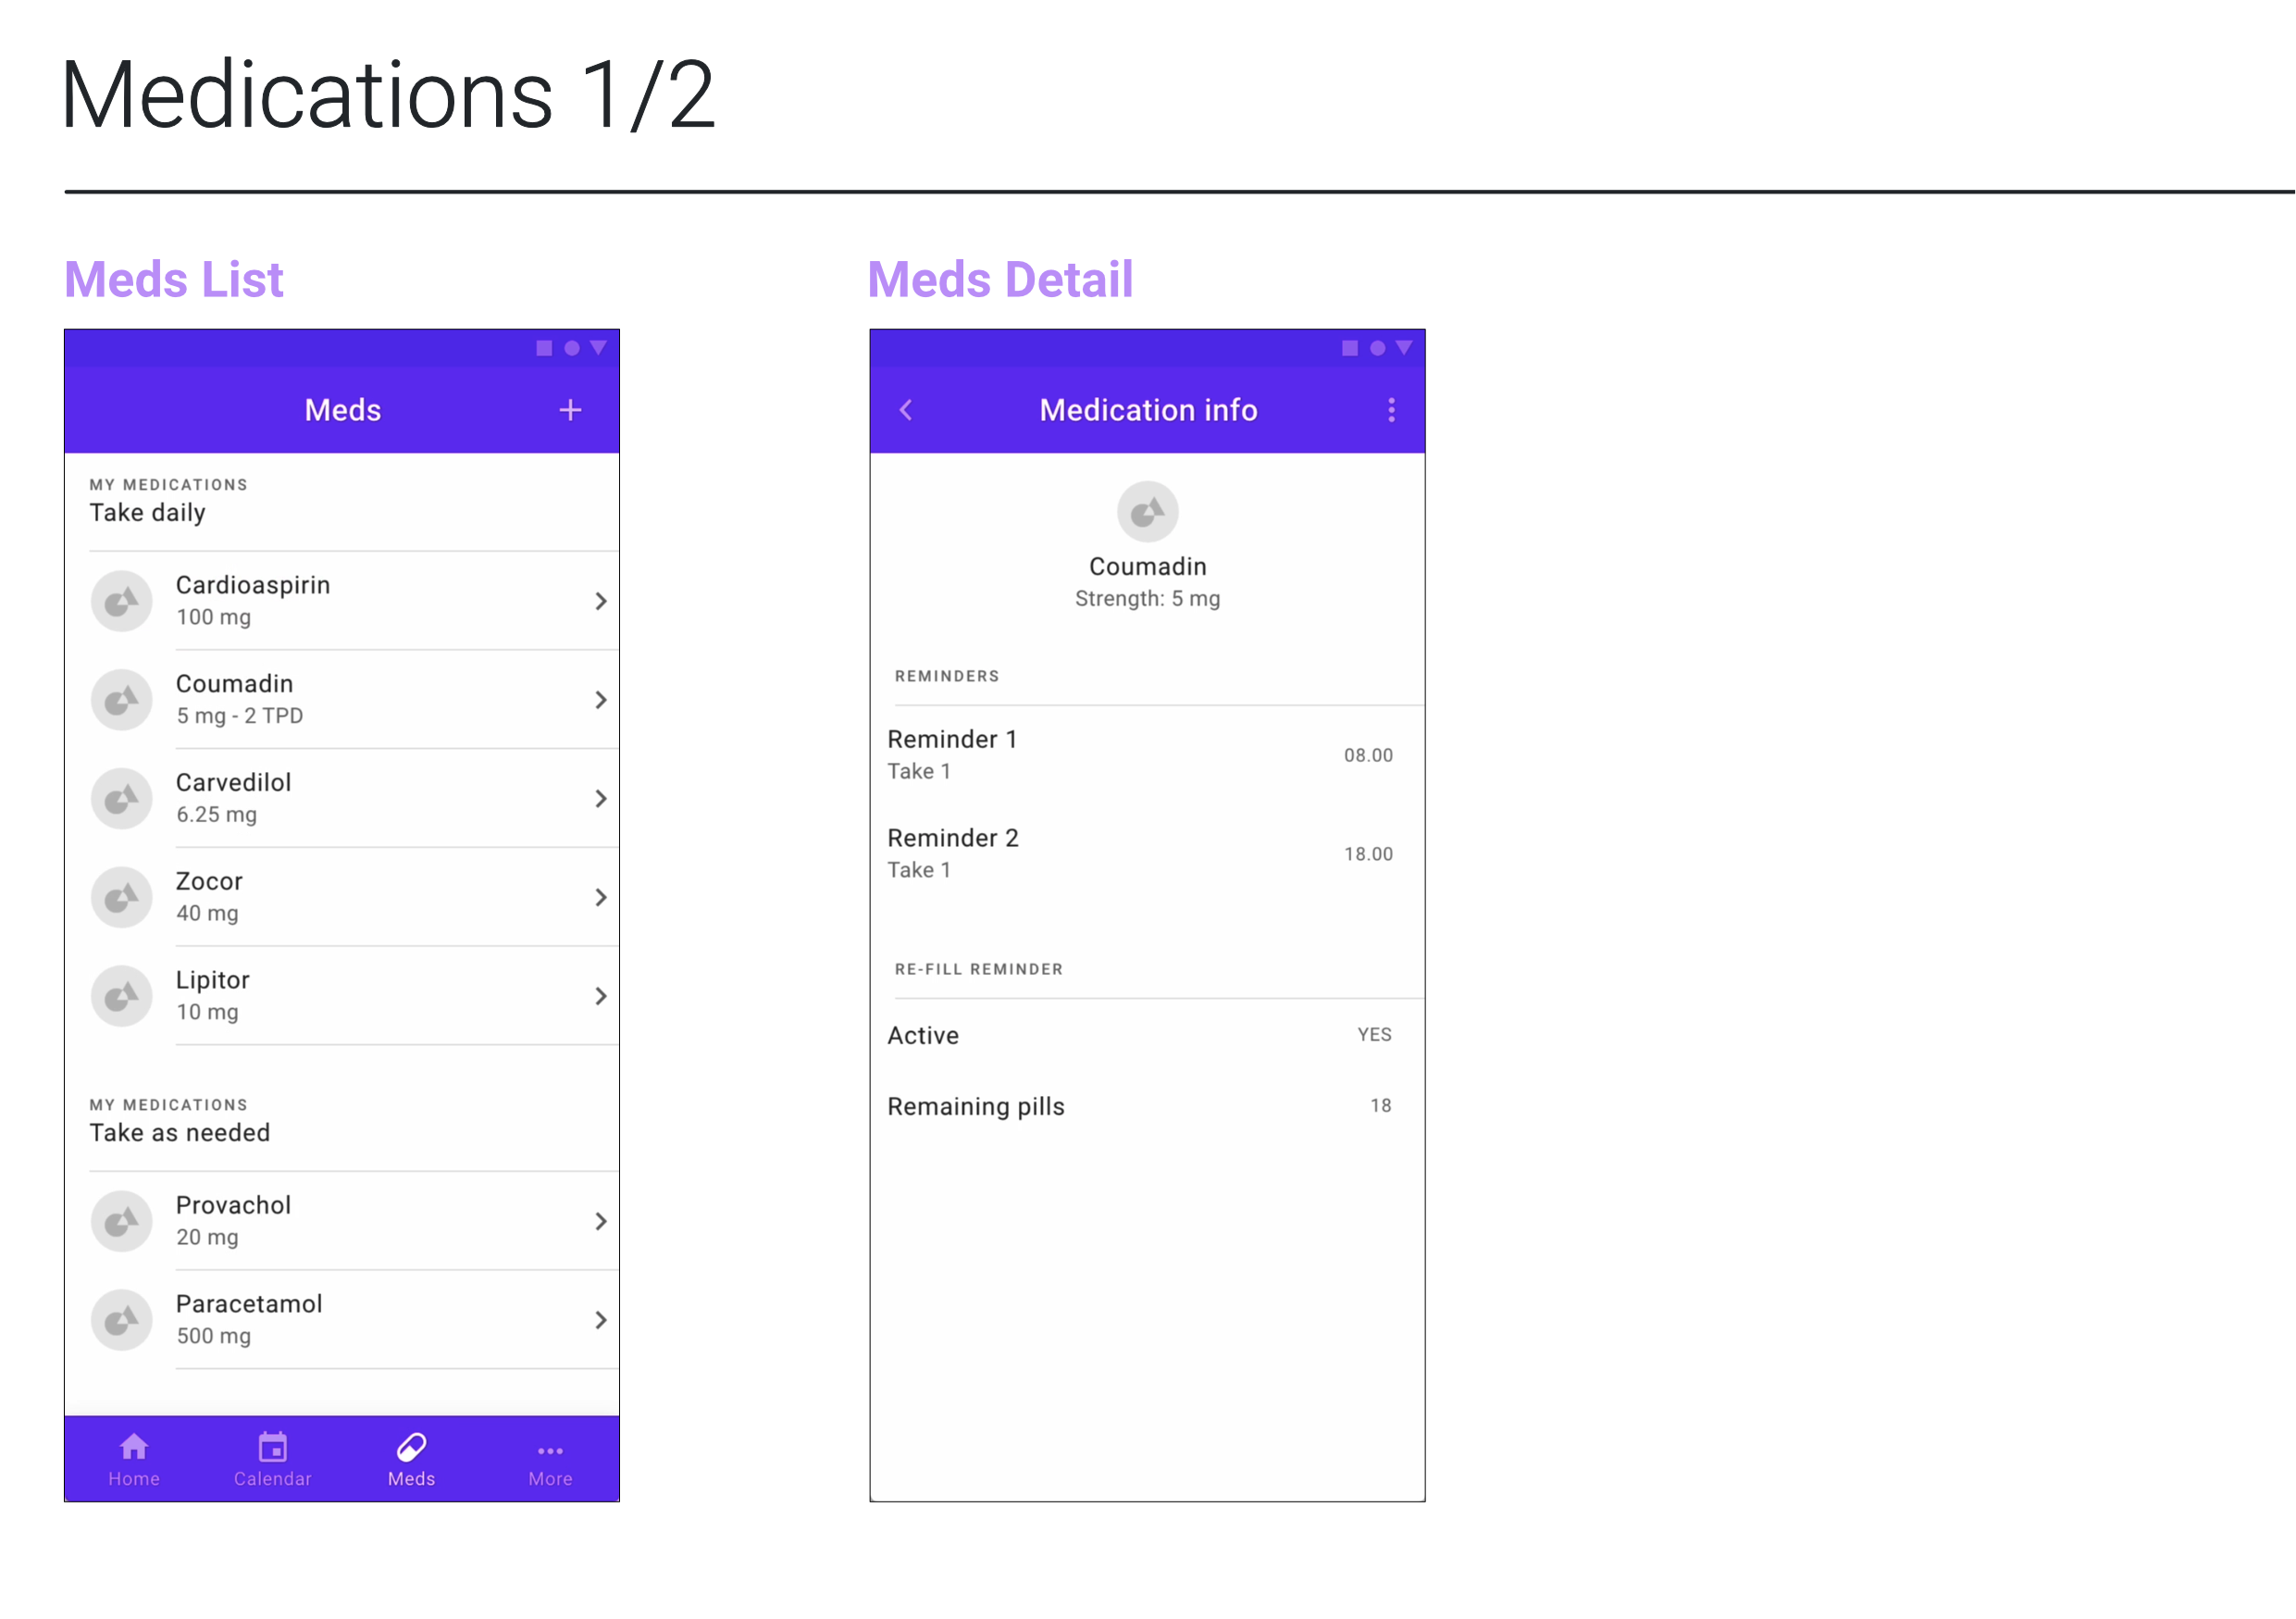 Medications 1/2
Meds List
Meds
MY MEDICATIONS
Take daily
Cardioaspirin
100 mg
Coumadin
5 mg - 2 TPD
Carvedilol
6.25 mg
Zocor
40 mg
Lipitor
10 mg
MY MEDICATIONS
Take as needed
Provachol
20 mg
Paracetamol
500 mg
Home
Calendar
Meds
More
Meds Detail
Medication info
Coumadin
Strength: 5 mg
REMINDERS
Reminder 1
08.00
Take 1
Reminder 2
18.00
Take 1
RE-FILL REMINDER
Active YES
Remaining pills 18